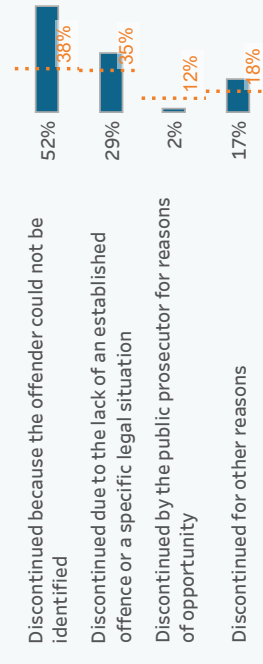 Discontinued because the offender could not be
identified
52%
38%
Discontinued due to the lack of an established
offence or a specific legal situation
29%
35%
Discontinued by the public prosecutor for reasons
of opportunity
2%
12%
Discontinued for other reasons
17%
18%